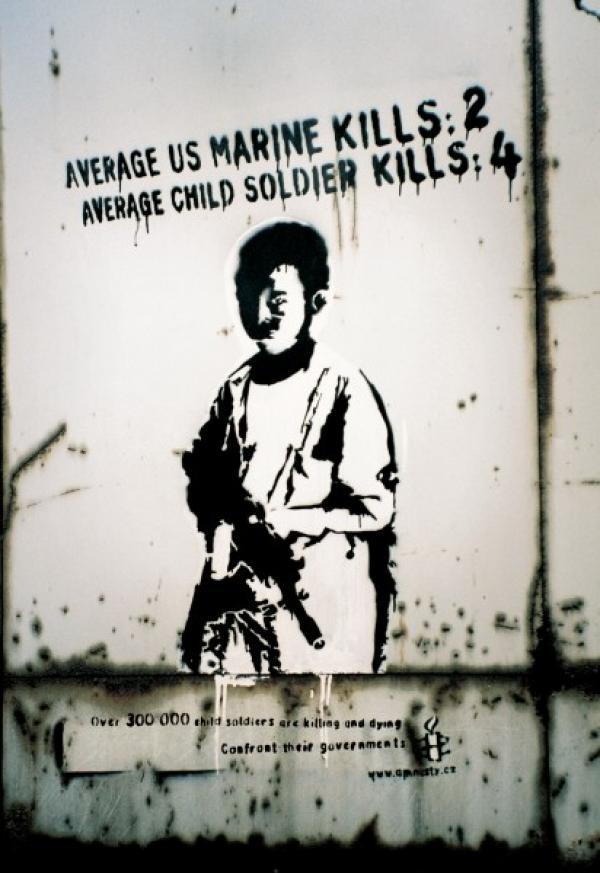 AVERAGE US MARINE KILLS: 2
AVERAGE CHILD SOLDIER KILLS: 4
Over 300 000 child soldiers are killing and dying
Confront their governments
www.amnesty.cz